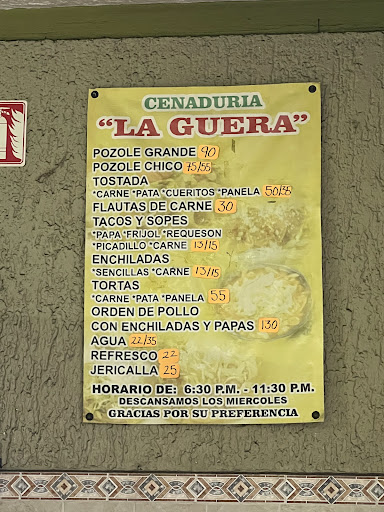 CENADURIA
"LA GUERA"
POZOLE GRANDE 90
POZOLE CHICO 75/55
TOSTADA
*CARNE *PATA *CUERITOS *PANELA 50/35
FLAUTAS DE CARNE 30
TACOS Y SOPES
*PAPA *FRIJOL *REQUESON
*PICADILLO *CARNE 13/15
ENCHILADAS
*SENCILLAS *CARNE 13/15
TORTAS
*CARNE *PATA *PANELA 55
ORDEN DE POLLO
CON ENCHILADAS Y PAPAS 130
AGUA 22/35
REFRESCO 22
JERICALLA 25
HORARIO DE: 6:30 P.M. - 11:30 P.M.
DESCANSAMOS LOS MIERCOLES
GRACIAS POR SU PREFERENCIA